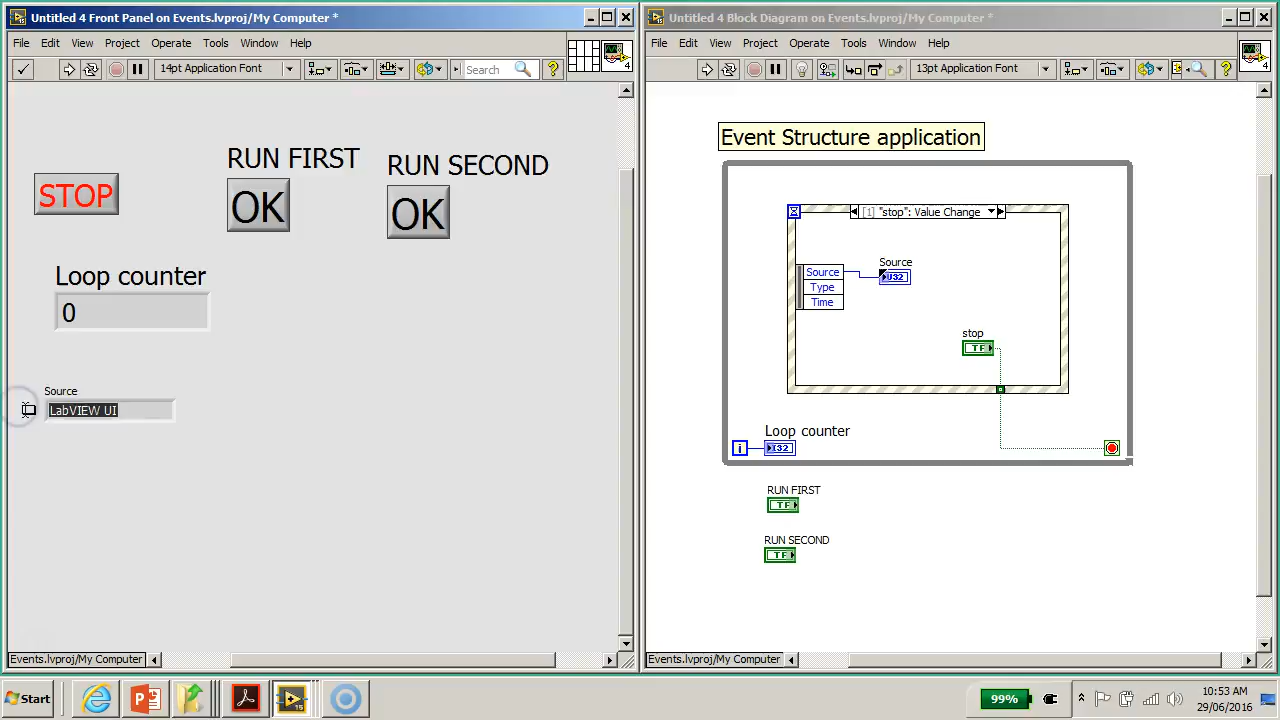 Untitled 4 Front Panel on Events.lvproj/My Computer *
File Edit View Project Operate Tools Window Help
14pt Application Font
Search
?
4
RUN FIRST
RUN SECOND
STOP
OK
OK
Loop counter
0
Source
LabVIEW UI
Events.lvproj/My Computer
Untitled 4 Block Diagram on Events.lvproj/My Computer *
File Edit View Project Operate Tools Window Help
13pt Application Font
?
4
Event Structure application
[1] "stop": Value Change
Source
Source
U32
Type
Time
stop
TF
Loop counter
i
I32
RUN FIRST
TF
RUN SECOND
TF
Events.lvproj/My Computer
Start
99%
10:53 AM
29/06/2016